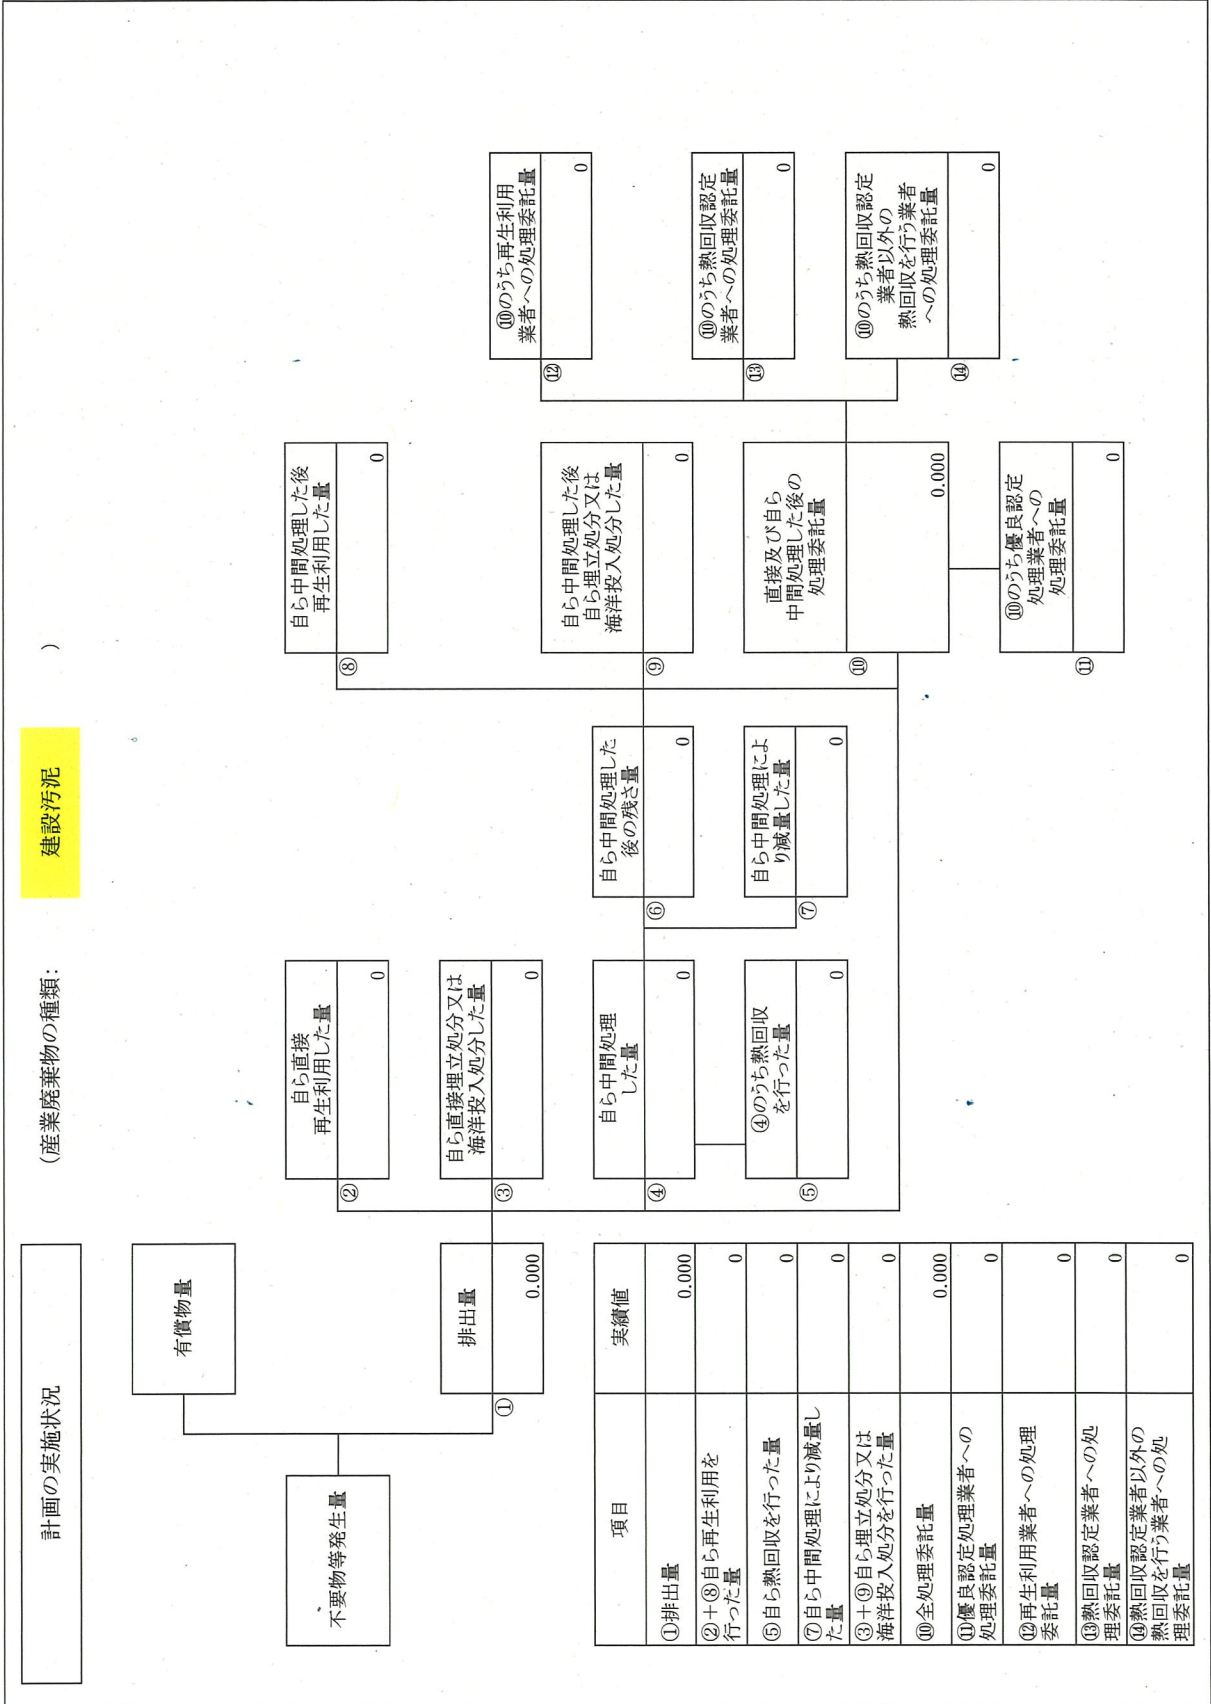 計画の実施状況
（産業廃棄物の種類：
建設汚泥
）
有償物量
不要物等発生量
排出量
①
0.000
自ら直接
再生利用した量
②
0
自ら直接埋立処分又は
海洋投入処分した量
③
0
自ら中間処理
した量
④
0
④のうち熱回収
を行った量
⑤
0
自ら中間処理した
後の残さ量
⑥
0
自ら中間処理によ
り減量した量
⑦
0
自ら中間処理した後
再生利用した量
⑧
0
自ら中間処理した後
自ら埋立処分又は
海洋投入処分した量
⑨
0
直接及び自ら
中間処理した後の
処理委託量
⑩
0.000
⑩のうち優良認定
処理業者への
処理委託量
⑪
0
⑩のうち再生利用
業者への処理委託量
⑫
0
⑩のうち熱回収認定
業者への処理委託量
⑬
0
⑩のうち熱回収認定
業者以外の
熱回収を行う業者
への処理委託量
⑭
0
項目
実績値
①排出量
0.000
②＋⑧自ら再生利用を
行った量
0
⑤自ら熱回収を行った量
0
⑦自ら中間処理により減量し
た量
0
③＋⑨自ら埋立処分又は
海洋投入処分を行った量
0
⑩全処理委託量
0.000
⑪優良認定処理業者への
処理委託量
0
⑫再生利用業者への処理
委託量
0
⑬熱回収認定業者への処
理委託量
0
⑭熱回収認定業者以外の
熱回収を行う業者への処
理委託量
0